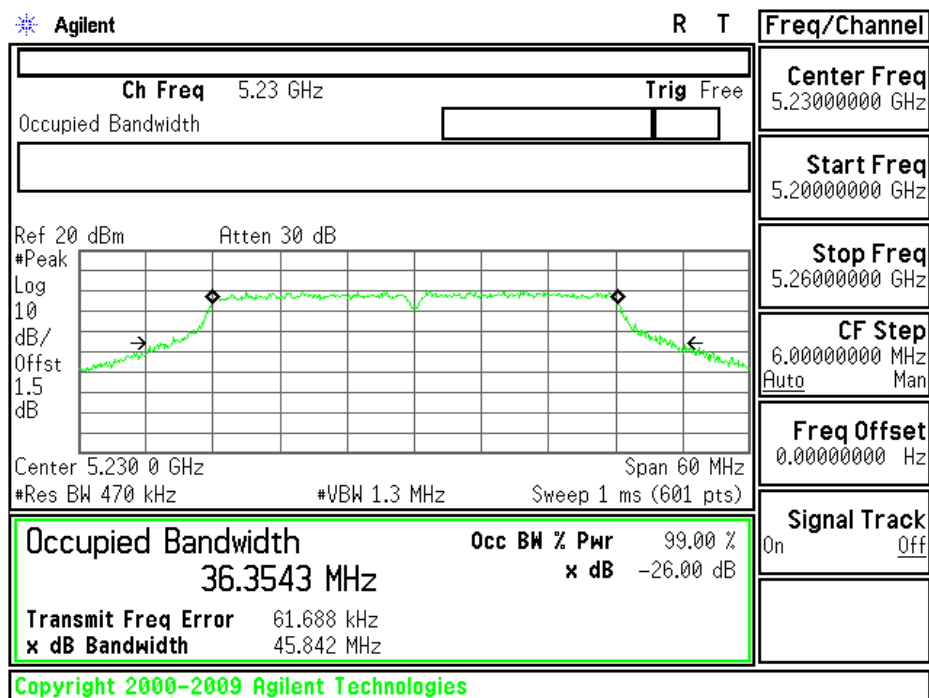 Agilent R T
Ch Freq 5.23 GHz Trig Free
Occupied Bandwidth
Ref 20 dBm Atten 30 dB
#Peak
Log
10
dB/
Offst
1.5
dB
Center 5.230 0 GHz Span 60 MHz
#Res BW 470 kHz #VBW 1.3 MHz Sweep 1 ms (601 pts)
Occupied Bandwidth Occ BW % Pwr 99.00 %
36.3543 MHz x dB -26.00 dB
Transmit Freq Error 61.688 kHz
x dB Bandwidth 45.842 MHz
Copyright 2000-2009 Agilent Technologies
Freq/Channel
Center Freq
5.23000000 GHz
Start Freq
5.20000000 GHz
Stop Freq
5.26000000 GHz
CF Step
6.00000000 MHz
Auto Man
Freq Offset
0.00000000 Hz
Signal Track
On Off